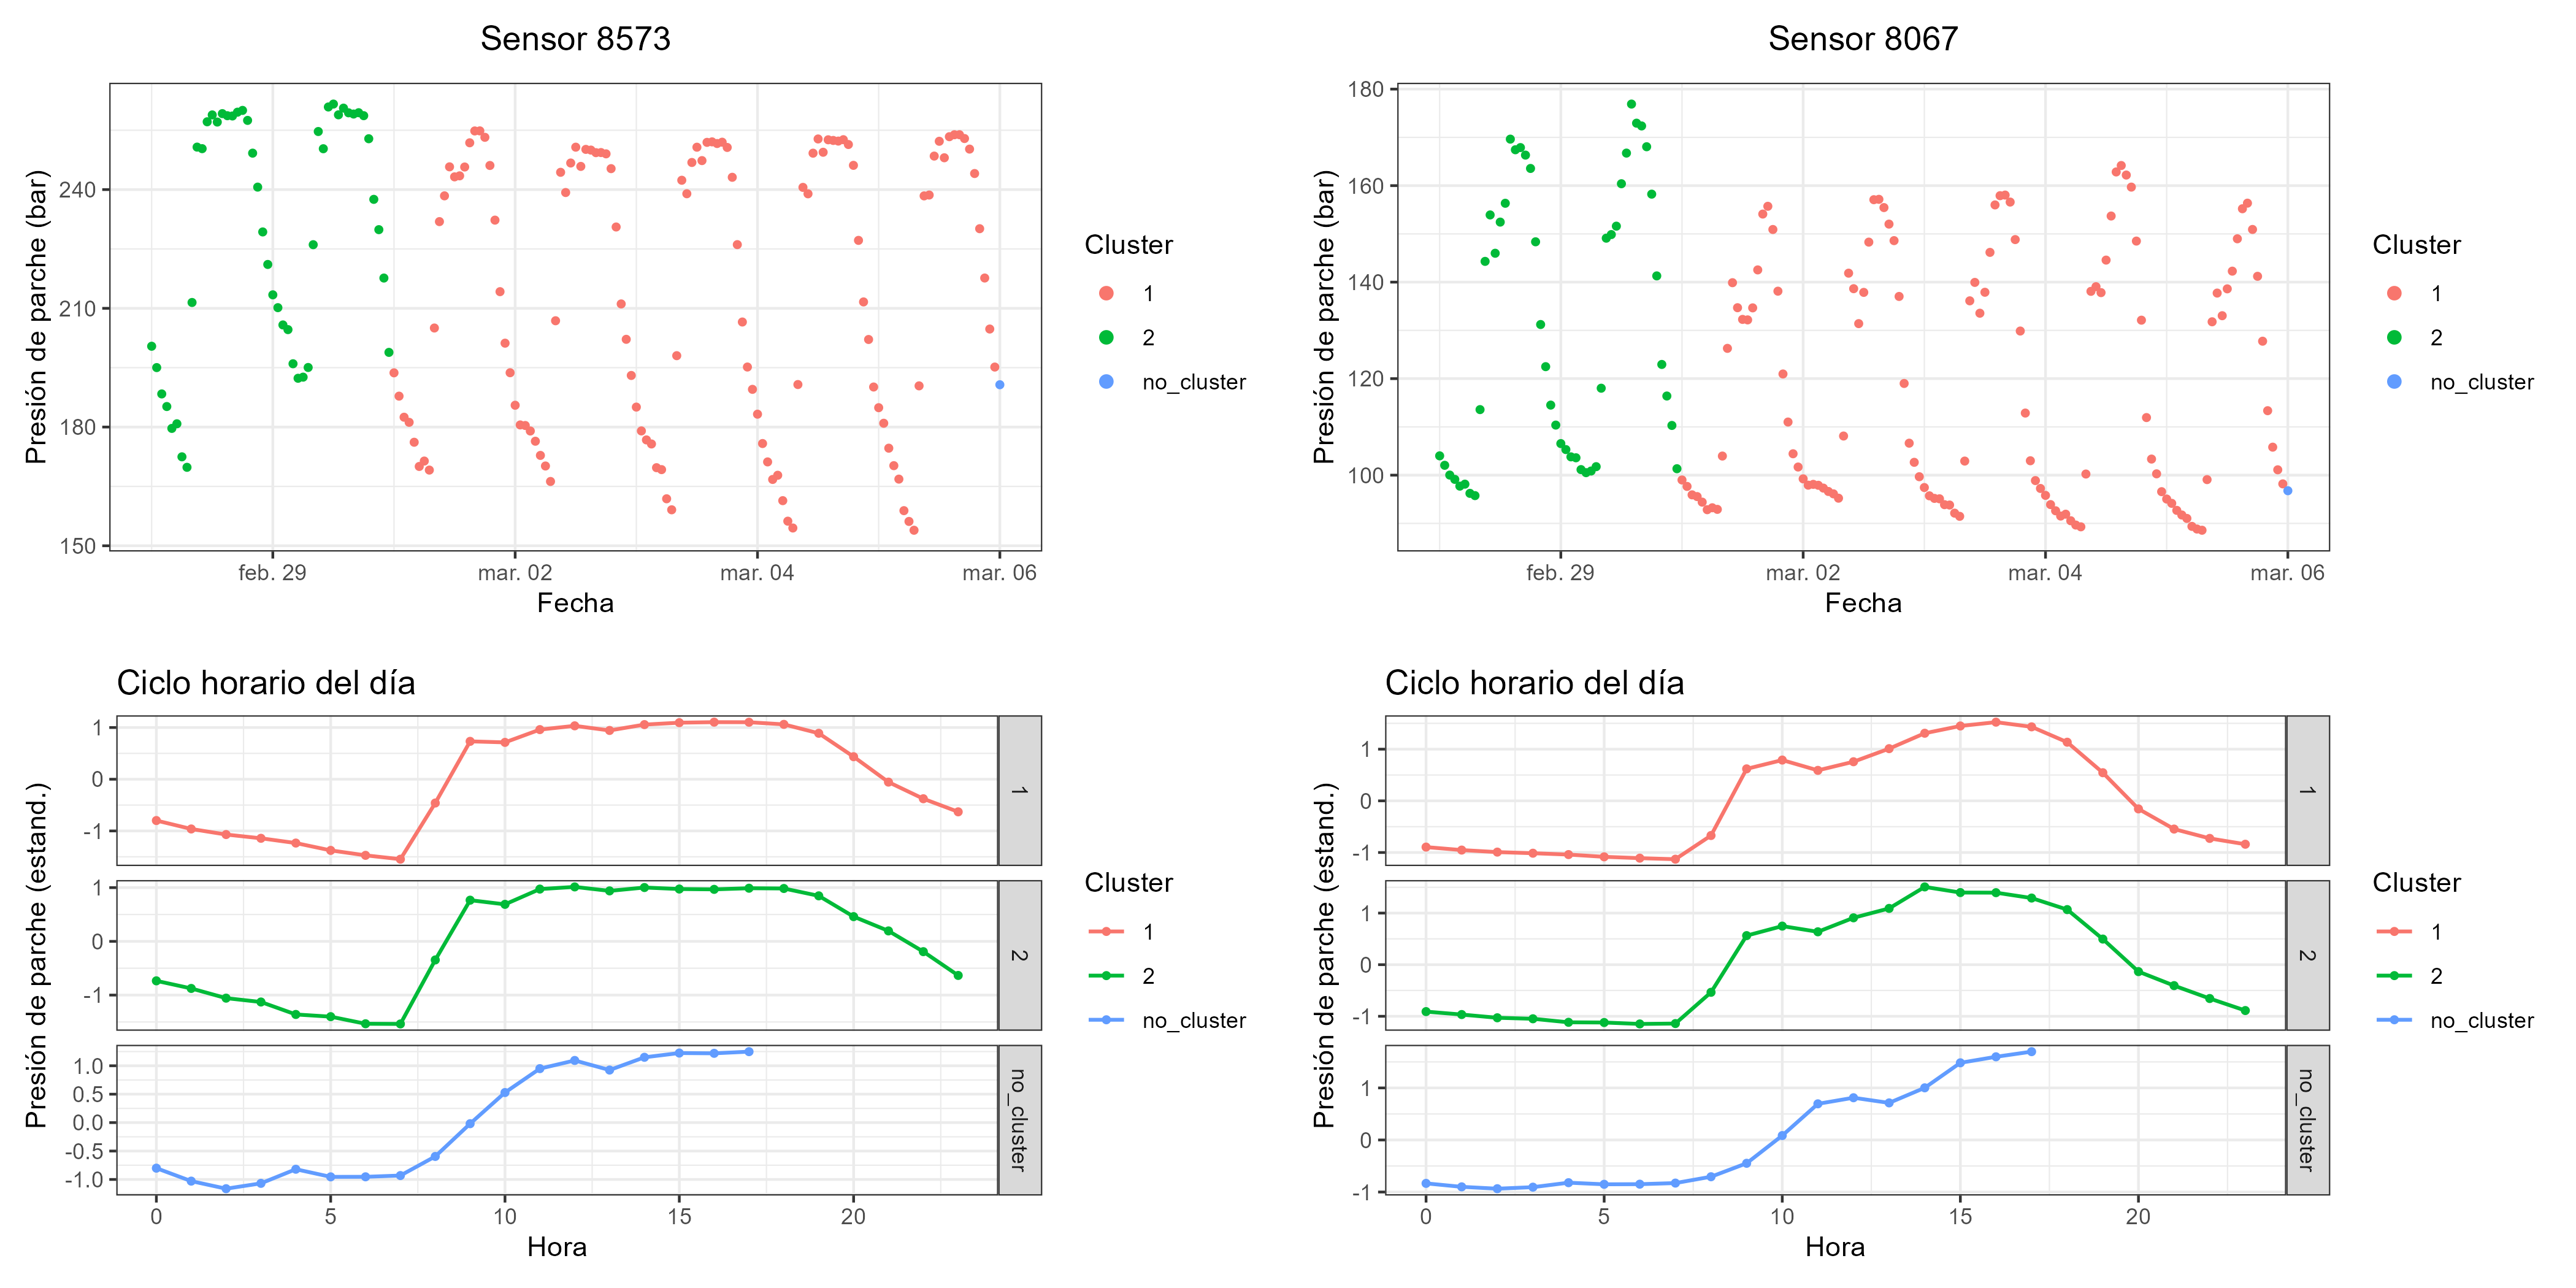 Sensor 8573
Presión de parche (bar)
240
210
180
150
feb. 29
mar. 02
mar. 04
mar. 06
Fecha
Cluster
1
2
no_cluster
Sensor 8067
Presión de parche (bar)
180
160
140
120
100
feb. 29
mar. 02
mar. 04
mar. 06
Fecha
Cluster
1
2
no_cluster
Ciclo horario del día
Presión de parche (estand.)
1
0
-1
1
1
0
-1
2
1.0
0.5
0.0
-0.5
-1.0
no_cluster
0
5
10
15
20
Hora
Cluster
1
2
no_cluster
Ciclo horario del día
Presión de parche (estand.)
1
0
-1
1
1
0
-1
2
1
0
-1
no_cluster
0
5
10
15
20
Hora
Cluster
1
2
no_cluster